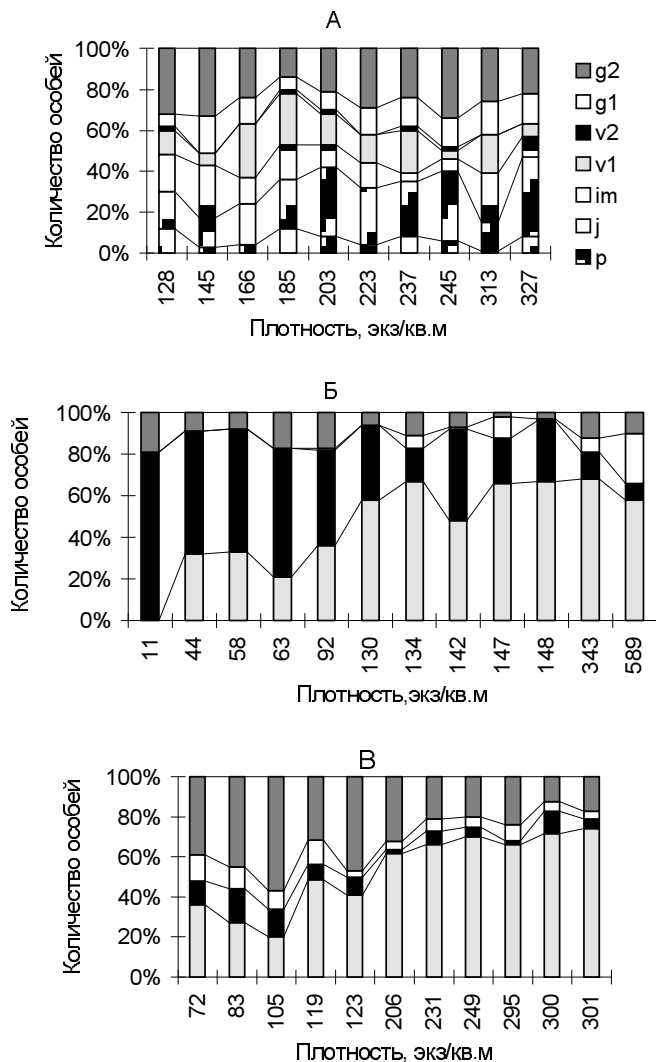 А
Количество особей
100%
80%
60%
40%
20%
0%
128 145 166 185 203 223 237 245 313 327
Плотность, экз/кв.м
g2
g1
v2
v1
im
j
p
Б
Количество особей
100%
80%
60%
40%
20%
0%
11 44 58 63 92 130 134 142 147 148 343 589
Плотность,экз/кв.м
В
Количество особей
100%
80%
60%
40%
20%
0%
72 83 105 119 123 206 231 249 295 300 301
Плотность, экз/кв.м